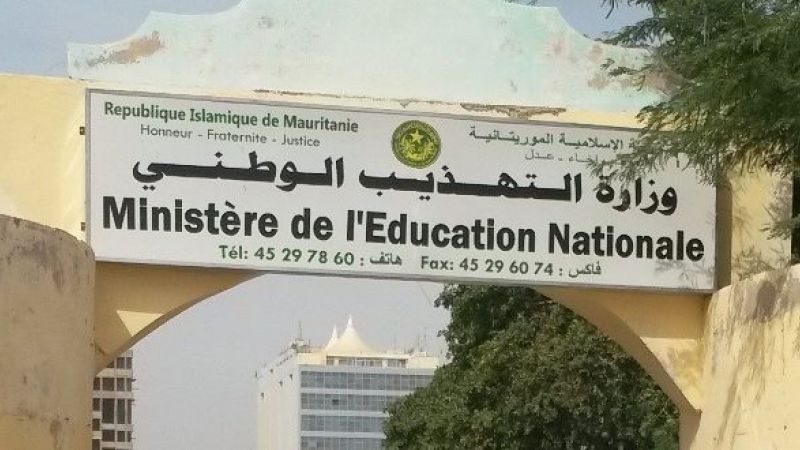 Republique Islamique de Mauritanie
Honneur - Fraternite - Justice
الإسلامية الموريتانية
إخاء - عدل
وزارة التهذيب الوطني
Ministère de l'Education Nationale
Tél: 45 29 78 60 : هاتف Fax: 45 29 60 74 : فاكس